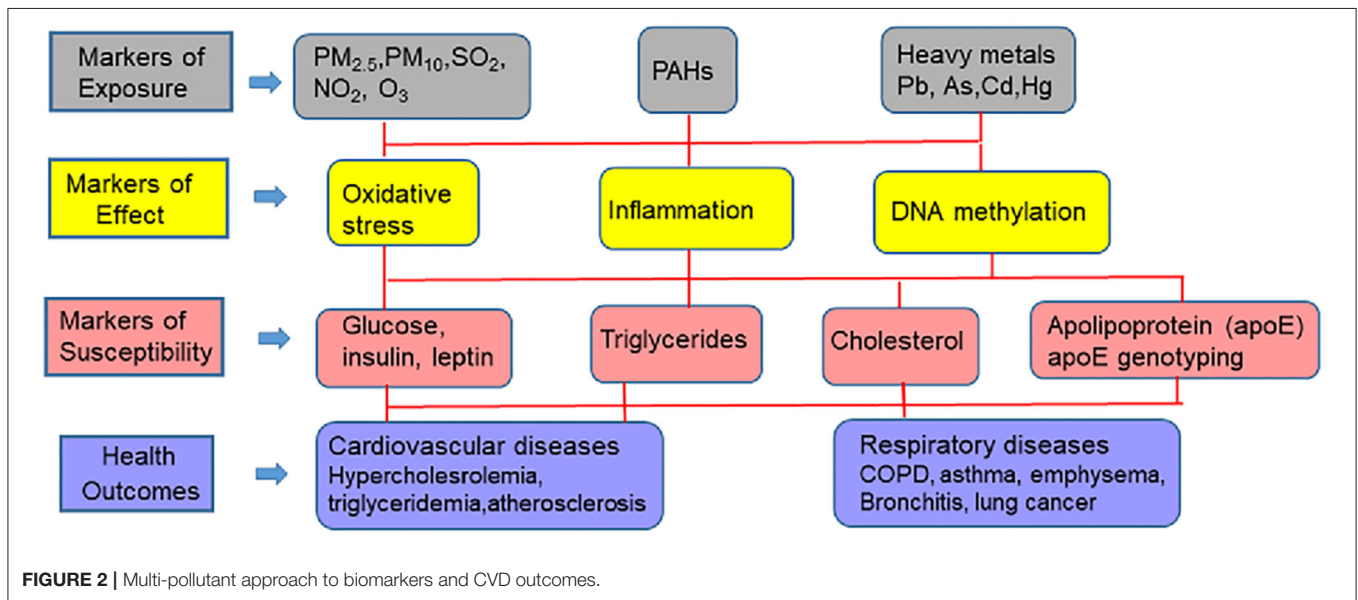 Markers of
Exposure
PM2.5,PM10,SO2,
NO2, O3
PAHs
Heavy metals
Pb, As,Cd,Hg
Markers of
Effect
Oxidative
stress
Inflammation
DNA methylation
Markers of
Susceptibility
Glucose,
insulin, leptin
Triglycerides
Cholesterol
Apolipoprotein (apoE)
apoE genotyping
Health
Outcomes
Cardiovascular diseases
Hypercholesrolemia,
triglyceridemia,atherosclerosis
Respiratory diseases
COPD, asthma, emphysema,
Bronchitis, lung cancer
FIGURE 2 | Multi-pollutant approach to biomarkers and CVD outcomes.